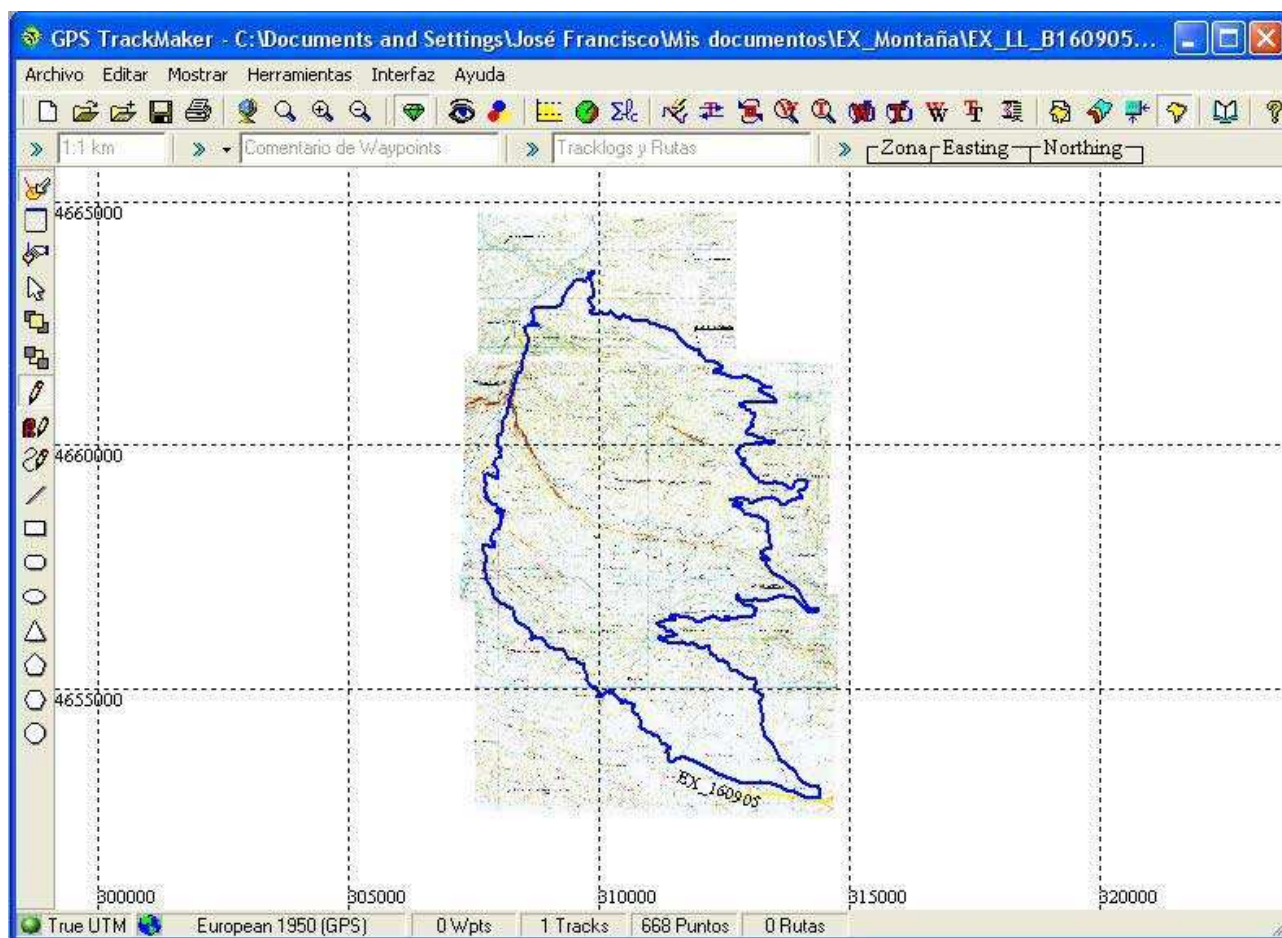 GPS TrackMaker - C:\Documents and Settings\José Francisco\Mis documentos\EX_Montaña\EX_LL_B160905...
Archivo Editar Mostrar Herramientas Interfaz Ayuda
1:1 km Comentario de Waypoints Tracklogs y Rutas Zona Easting Northing
4665000
4660000
4655000
EX_160905
300000 305000 310000 315000 320000
True UTM European 1950 (GPS) 0 Wpts 1 Tracks 668 Puntos 0 Rutas